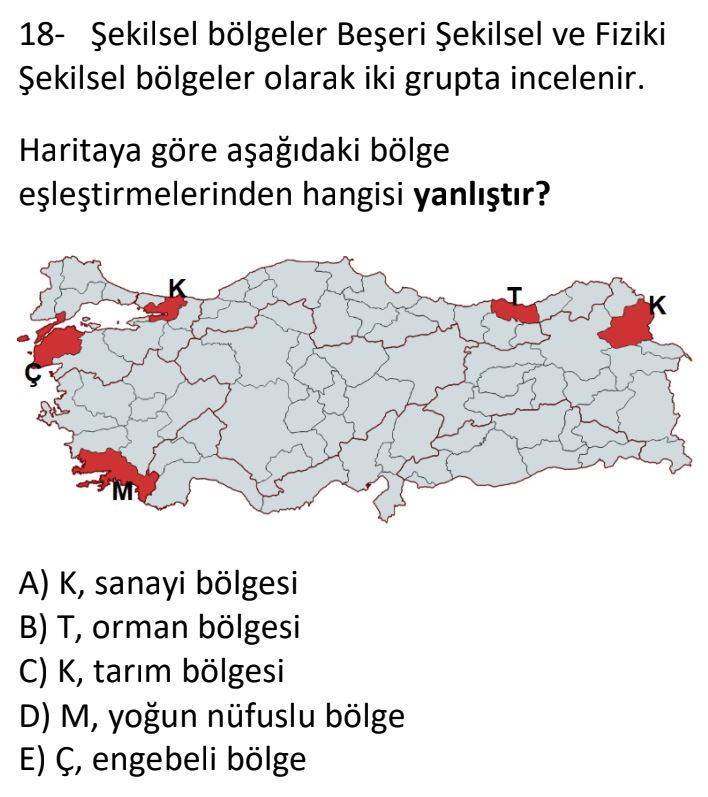 18- Şekilsel bölgeler Beşeri Şekilsel ve Fiziki
Şekilsel bölgeler olarak iki grupta incelenir.
Haritaya göre aşağıdaki bölge
eşleştirmelerinden hangisi yanlıştır?
K
T
K
Ç
M
A) K, sanayi bölgesi
B) T, orman bölgesi
C) K, tarım bölgesi
D) M, yoğun nüfuslu bölge
E) Ç, engebeli bölge